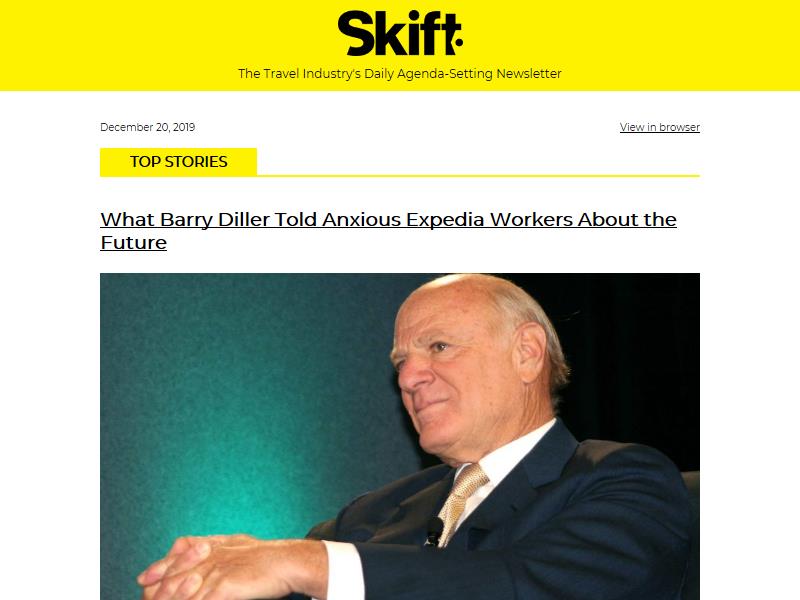 Skift
The Travel Industry's Daily Agenda-Setting Newsletter
December 20, 2019
View in browser
TOP STORIES
What Barry Diller Told Anxious Expedia Workers About the
Future